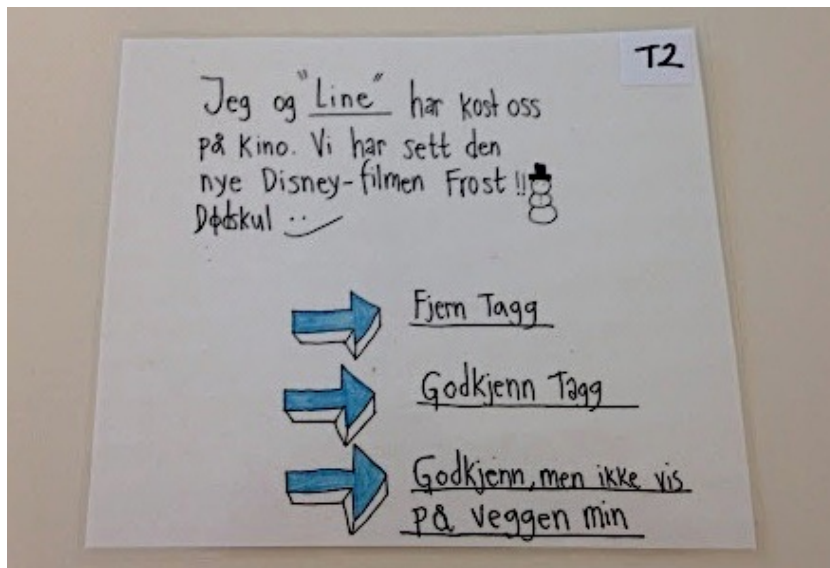 T2
Jeg og "Line" har kost oss
på Kino. Vi har sett den
nye Disney-filmen Frost!!
Dødskul
Fjern Tagg
Godkjenn Tagg
Godkjenn, men ikke vis
på veggen min